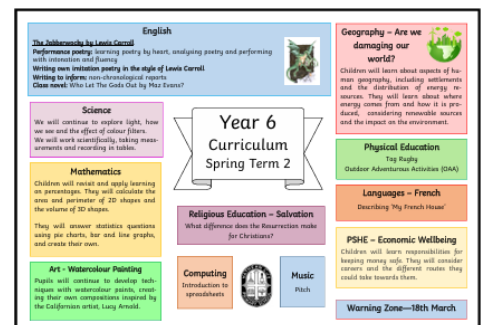 English
The Jabberwocky by Lewis Carroll
Performance poetry: learning poetry by heart, analysing poetry and performing
with intonation and fluency
Writing own imitation poetry in the style of Lewis Carroll
Writing to inform: non-chronological reports
Class novel: Who Let The Gods Out by Maz Evans?
Geography – Are we
damaging our
world?
Children will learn about aspects of hu-
man geography, including settlements
and the distribution of energy re-
sources. They will learn about where
energy comes from and how it is pro-
duced, considering renewable sources
and the impact on the environment.
Science
We will continue to explore light, how
we see and the effect of colour filters.
We will work scientifically, taking meas-
urements and recording in tables.
Year 6
Curriculum
Spring Term 2
Physical Education
Tag Rugby
Outdoor Adventurous Activities (OAA)
Mathematics
Children will revisit and apply learning
on percentages. They will calculate the
area and perimeter of 2D shapes and
the volume of 3D shapes.
They will answer statistics questions
using pie charts, bar and line graphs,
and create their own.
Languages – French
Describing 'My French House'
Religious Education – Salvation
What difference does the Resurrection make
for Christians?
PSHE – Economic Wellbeing
Children will learn responsibilities for
keeping money safe. They will consider
careers and the different routes they
could take towards them.
Art - Watercolour Painting
Pupils will continue to develop tech-
niques with watercolour paints, creat-
ing their own compositions inspired by
the Californian artist, Lucy Arnold.
Computing
Introduction to
spreadsheets
Music
Pitch
Warning Zone—18th March